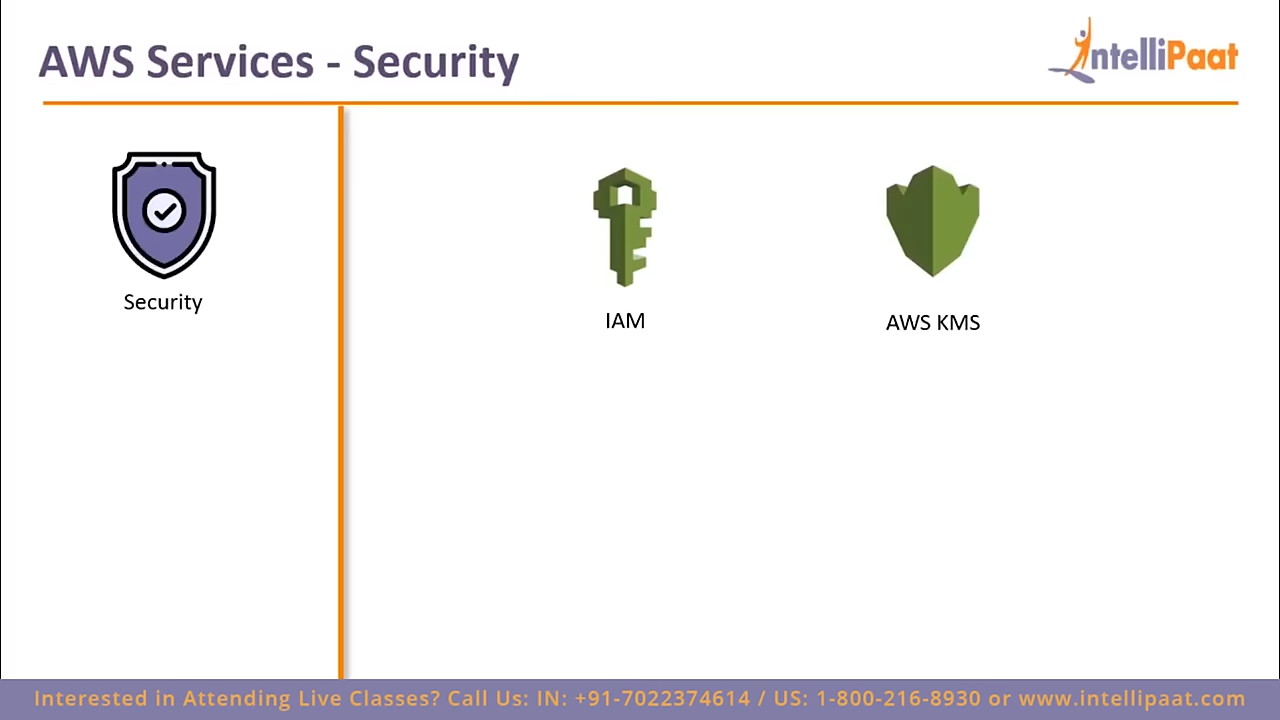 AWS Services - Security
IntelliPaat
Security
IAM
AWS KMS
Interested in Attending Live Classes? Call Us: IN: +91-7022374614 / US: 1-800-216-8930 or www.intellipaat.com